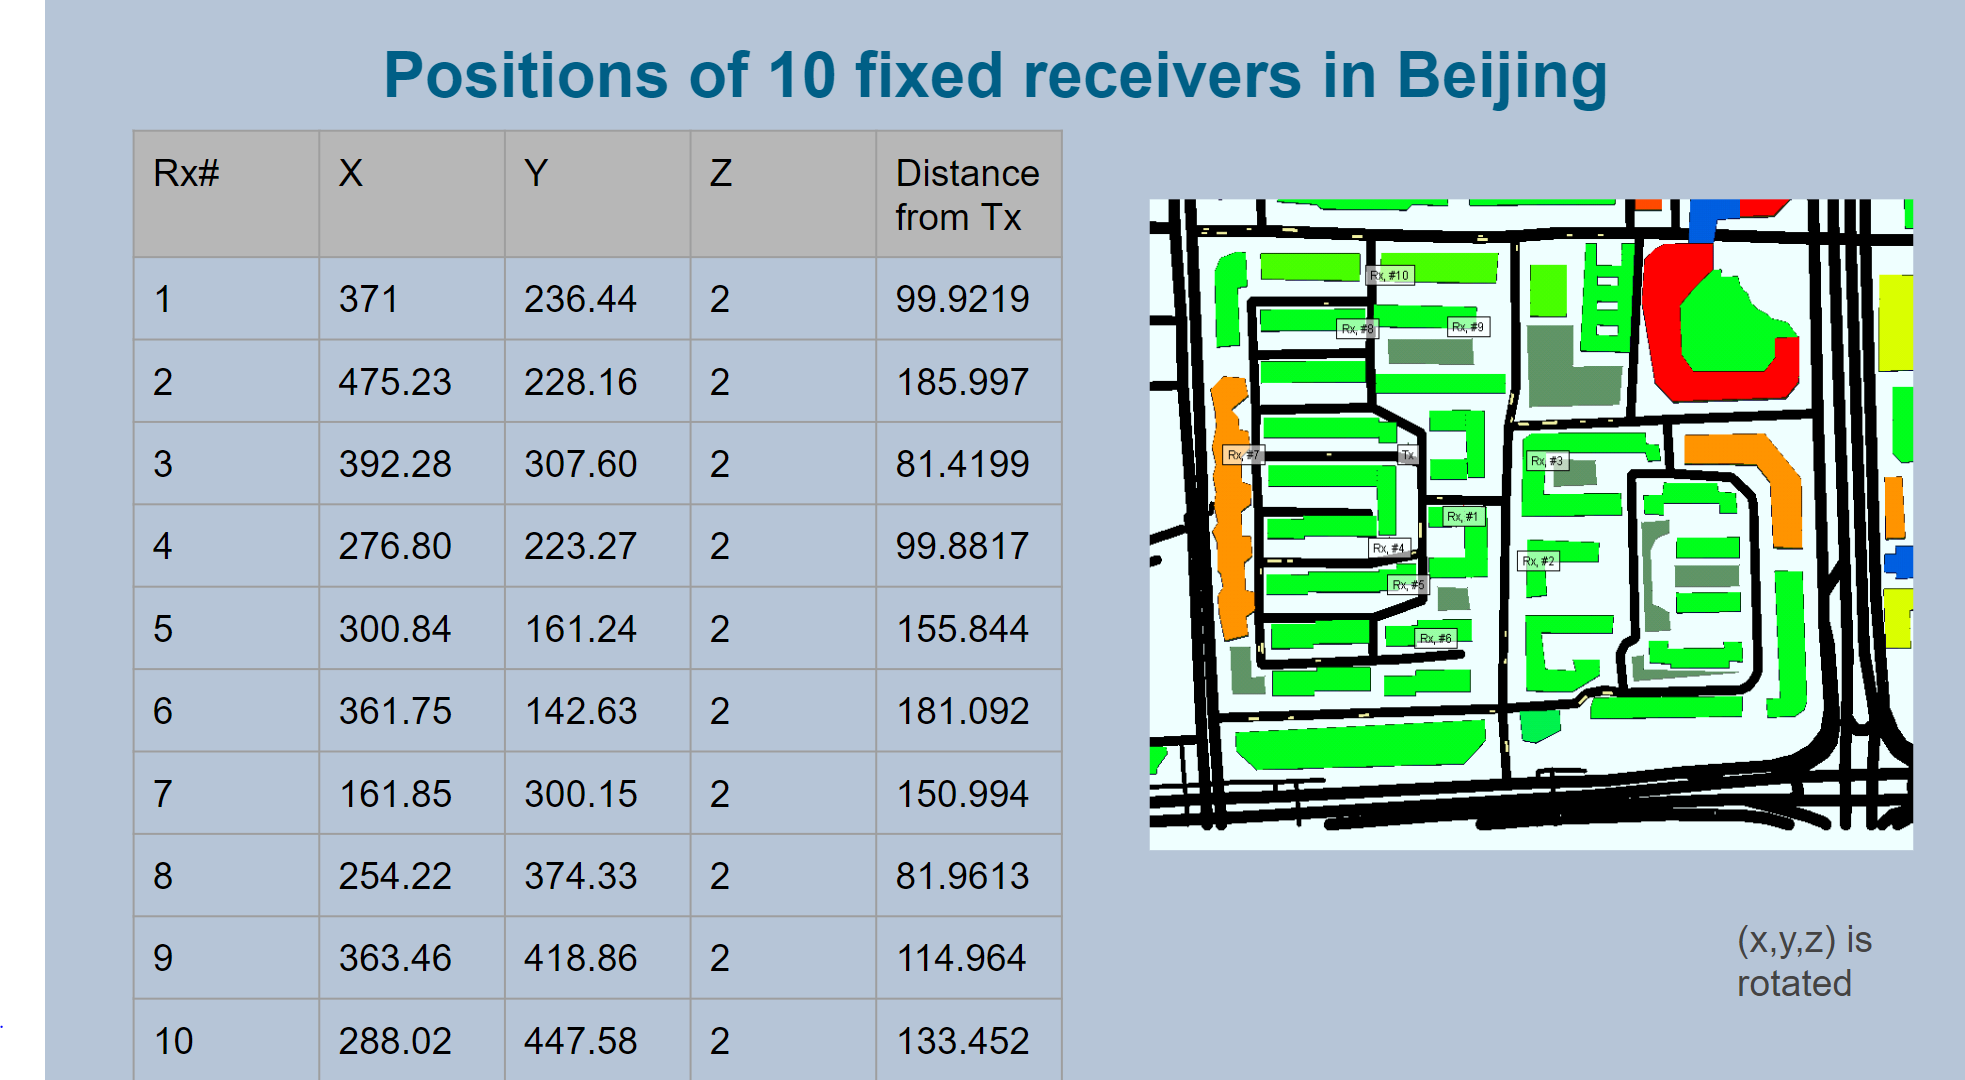 Positions of 10 fixed receivers in Beijing
Rx# X Y Z Distance from Tx
1 371 236.44 2 99.9219
2 475.23 228.16 2 185.997
3 392.28 307.60 2 81.4199
4 276.80 223.27 2 99.8817
5 300.84 161.24 2 155.844
6 361.75 142.63 2 181.092
7 161.85 300.15 2 150.994
8 254.22 374.33 2 81.9613
9 363.46 418.86 2 114.964
10 288.02 447.58 2 133.452
Rx, #10
Rx, #8
Rx, #9
Rx, #7
Tx
Rx, #3
Rx, #1
Rx, #4
Rx, #2
Rx, #5
Rx, #6
(x,y,z) is
rotated